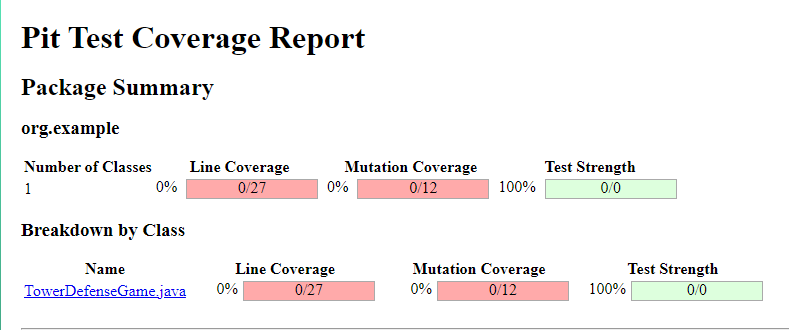 Pit Test Coverage Report
Package Summary
org.example
Number of Classes Line Coverage Mutation Coverage Test Strength
1 0% 0/27 0% 0/12 100% 0/0
Breakdown by Class
Name Line Coverage Mutation Coverage Test Strength
TowerDefenseGame.java 0% 0/27 0% 0/12 100% 0/0